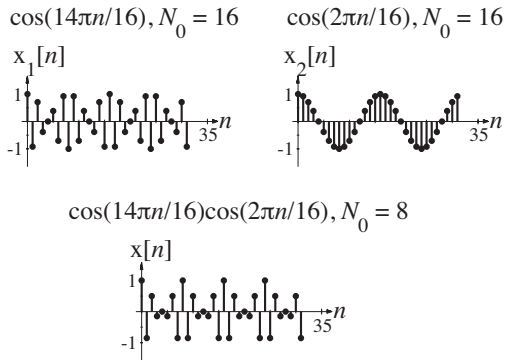 cos(14πn/16), N₀ = 16
cos(2πn/16), N₀ = 16
x₁[n]
x₂[n]
1
-1
35
n
1
-1
35
n
cos(14πn/16)cos(2πn/16), N₀ = 8
x[n]
1
-1
35
n